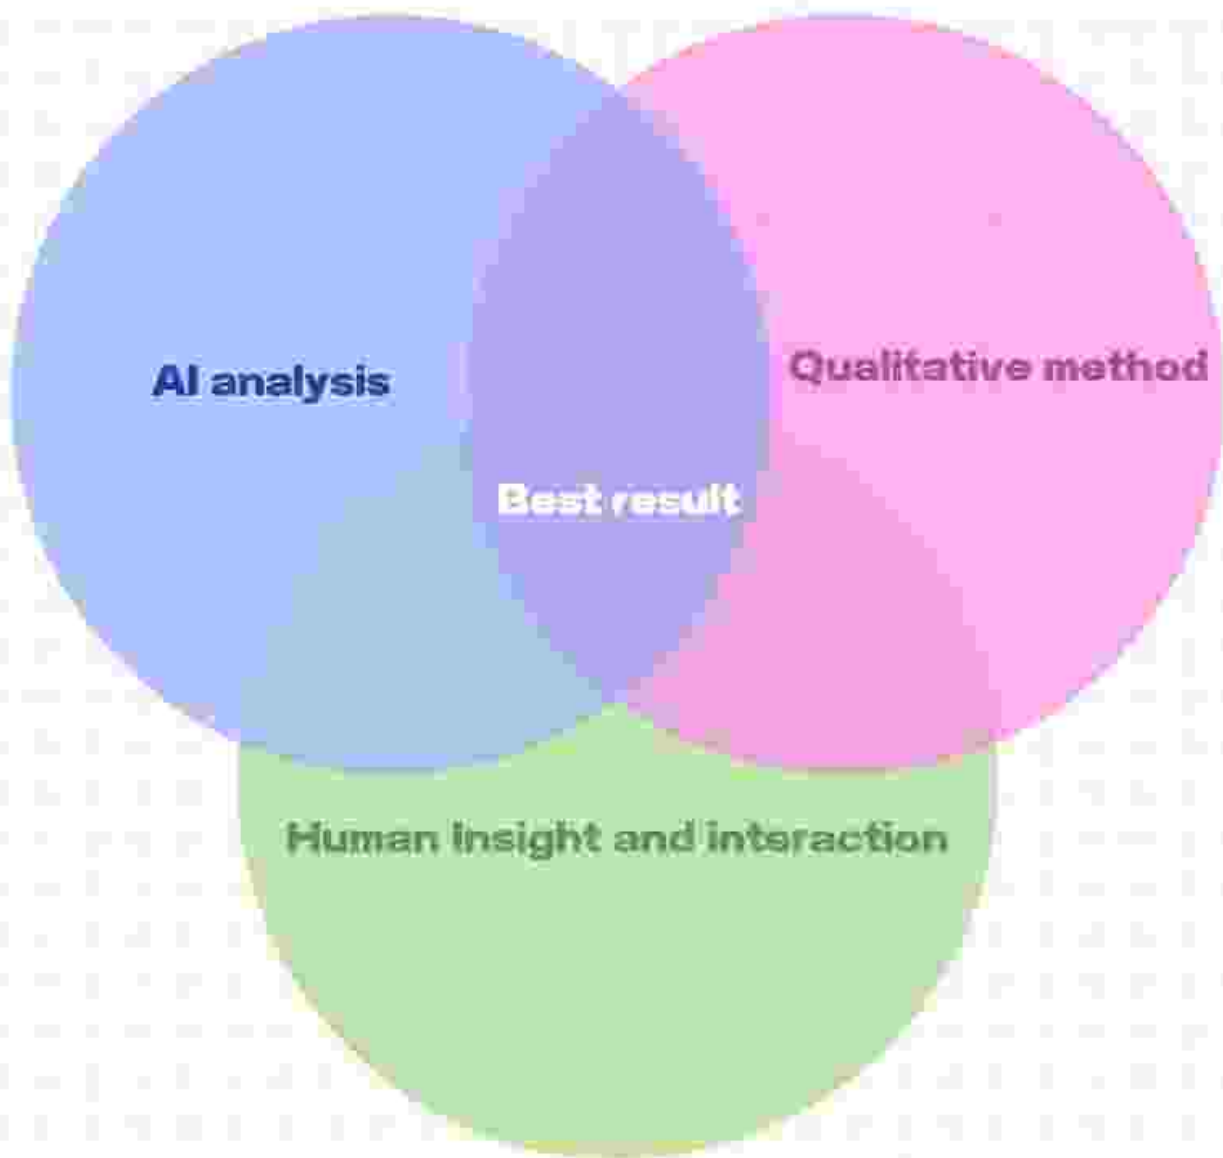 AI analysis
Qualitative method
Best result
Human Insight and interaction